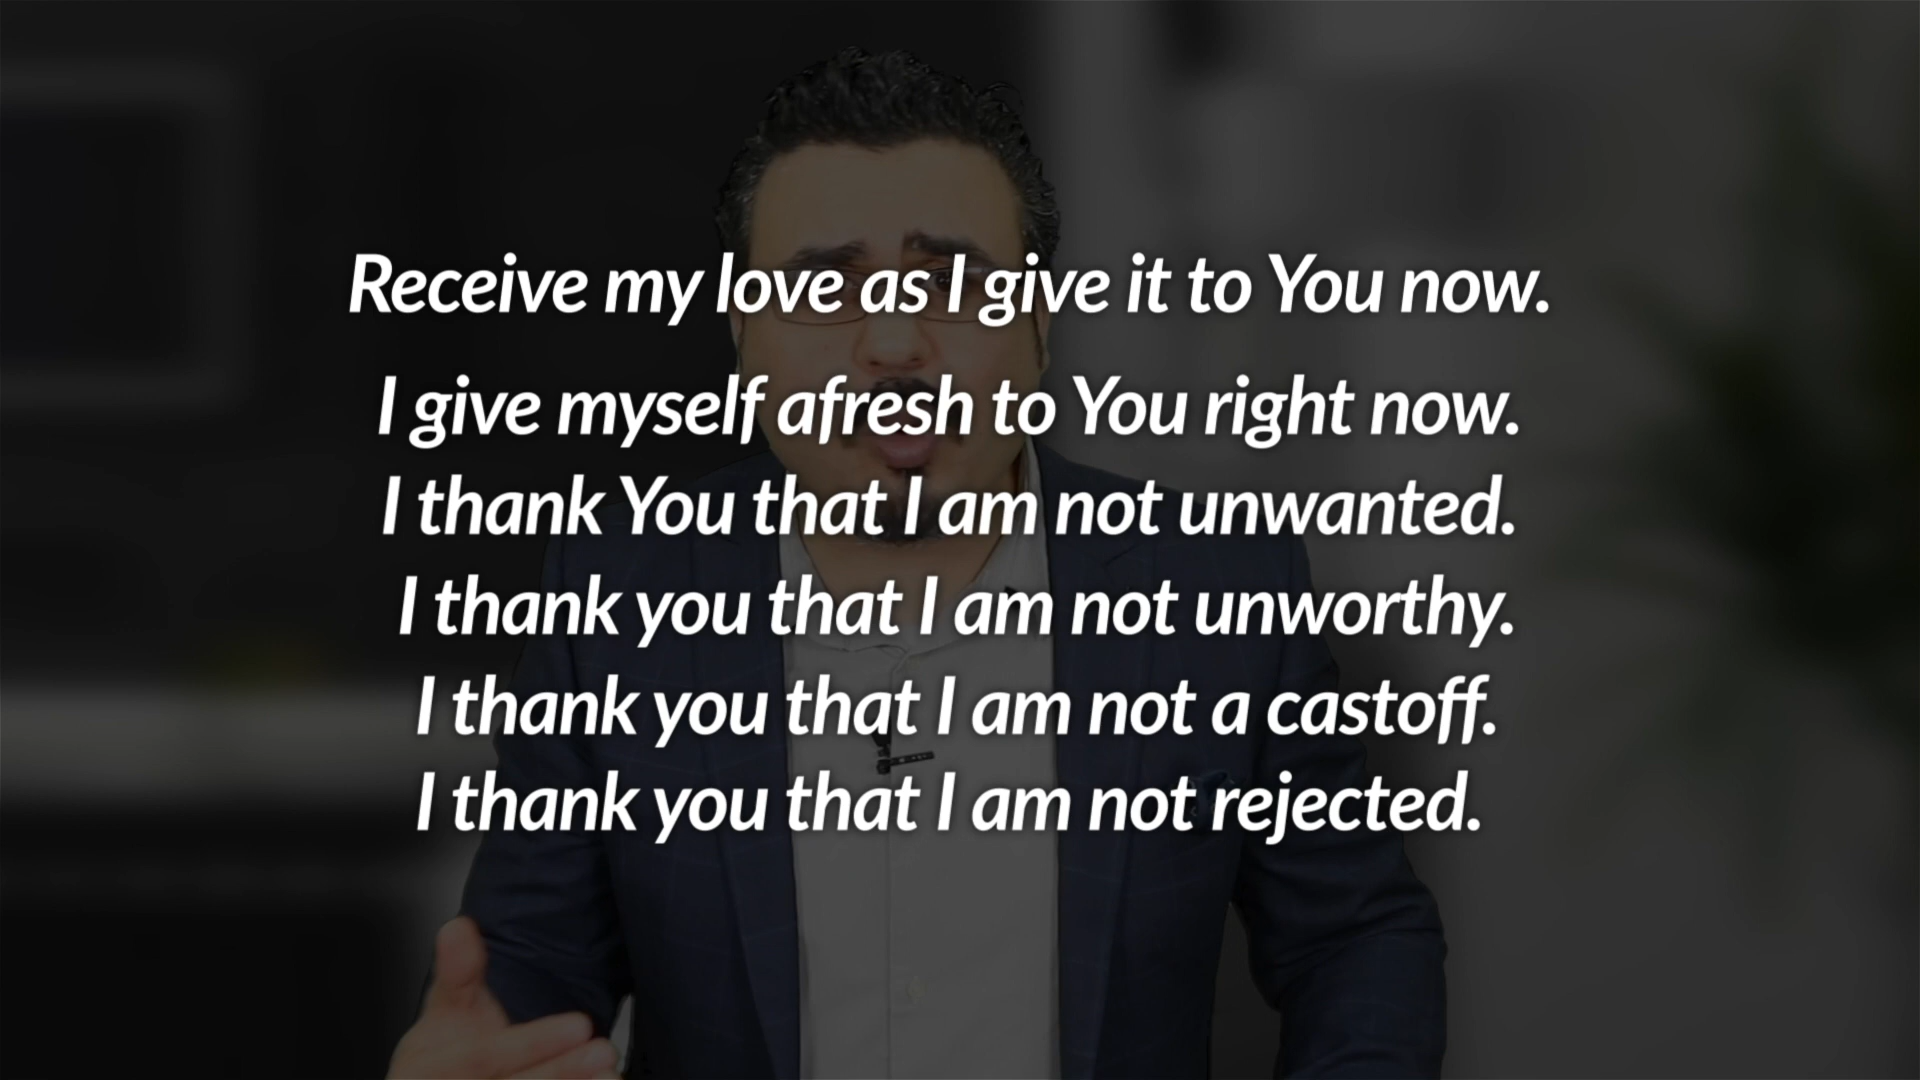 Receive my love as I give it to You now.
I give myself afresh to You right now.
I thank You that I am not unwanted.
I thank you that I am not unworthy.
I thank you that I am not a castoff.
I thank you that I am not rejected.